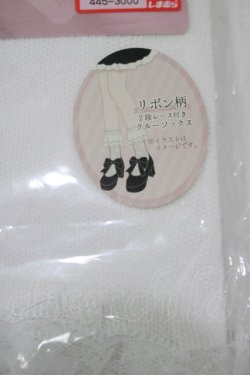 445-3000
しまむら
リボン柄
2段レース付き
クルーソックス
※イラストは
イメージです。